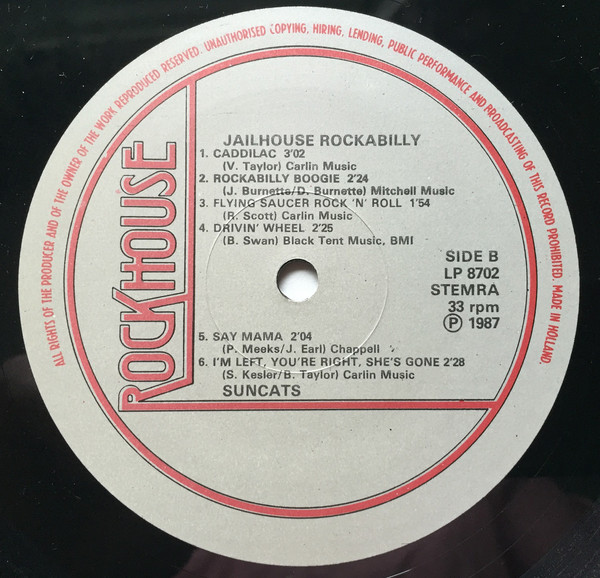 ALL RIGHTS OF THE PRODUCER AND OF THE OWNER OF THE WORK REPRODUCED RESERVED. UNAUTHORISED COPYING, HIRING, LENDING, PUBLIC PERFORMANCE AND BROADCASTING OF THIS RECORD PROHIBITED. MADE IN HOLLAND.
ROCKHOUSE
JAILHOUSE ROCKABILLY
1. CADDILAC 3'02
(V. Taylor) Carlin Music
2. ROCKABILLY BOOGIE 2'24
(J. Burnette/D. Burnette) Mitchell Music
3. FLYING SAUCER ROCK 'N' ROLL 1'54
(R. Scott) Carlin Music
4. DRIVIN' WHEEL 2'25
(B. Swan) Black Tent Music, BMI
SIDE B
LP 8702
STEMRA
33 rpm
Ⓟ 1987
5. SAY MAMA 2'04
(P. Meeks/J. Earl) Chappell
6. I'M LEFT, YOU'RE RIGHT, SHE'S GONE 2'28
(S. Kesler/B. Taylor) Carlin Music
SUNCATS